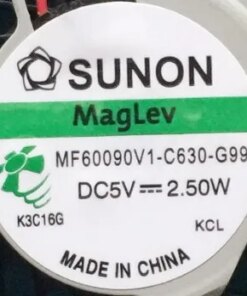 SUNON
MagLev
MF60090V1-C630-G99
DC5V⎓2.50W
K3C16G
KCL
MADE IN CHINA